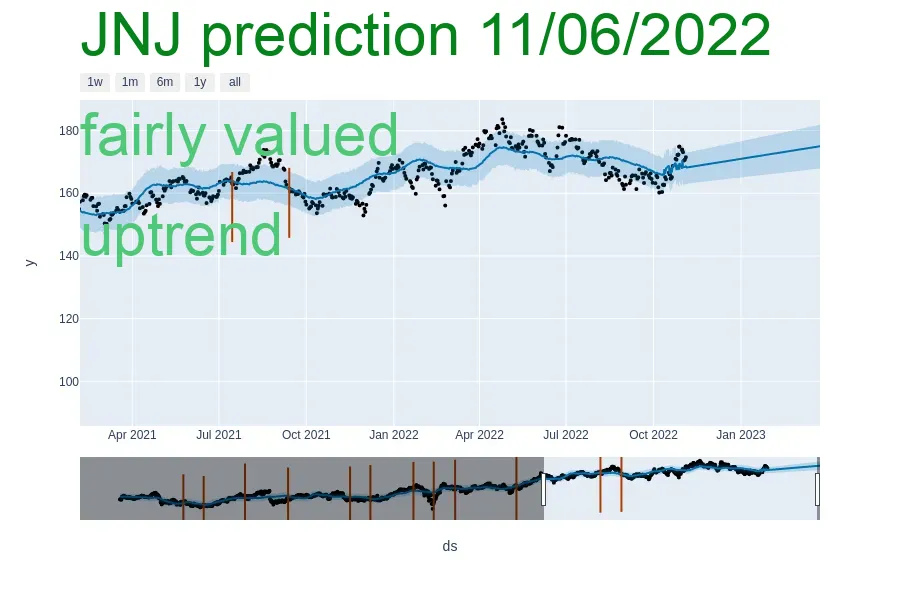 JNJ prediction 11/06/2022
1w 1m 6m 1y all
fairly valued
uptrend
180
160
140
120
100
y
Apr 2021 Jul 2021 Oct 2021 Jan 2022 Apr 2022 Jul 2022 Oct 2022 Jan 2023
ds